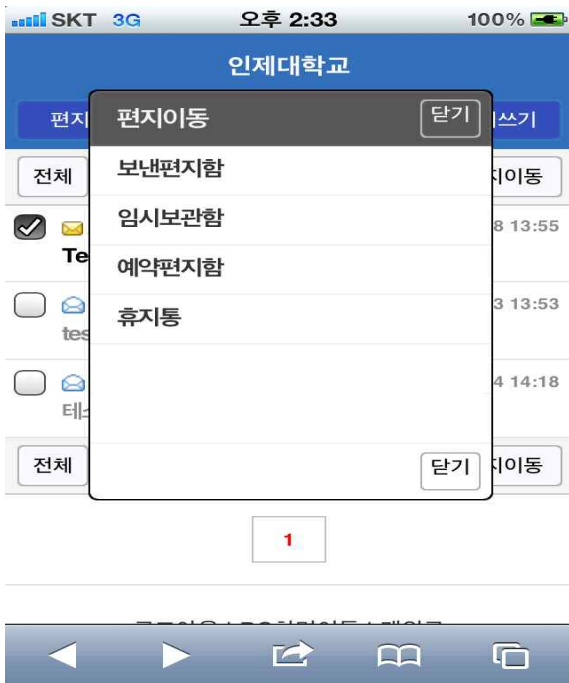 SKT 3G 오후 2:33 100%
인제대학교
편지 쓰기
편지이동 닫기
전체 지이동
보낸편지함
임시보관함 8 13:55
Te
예약편지함
3 13:53
휴지통
tes
4 14:18
테스
전체 닫기 지이동
1